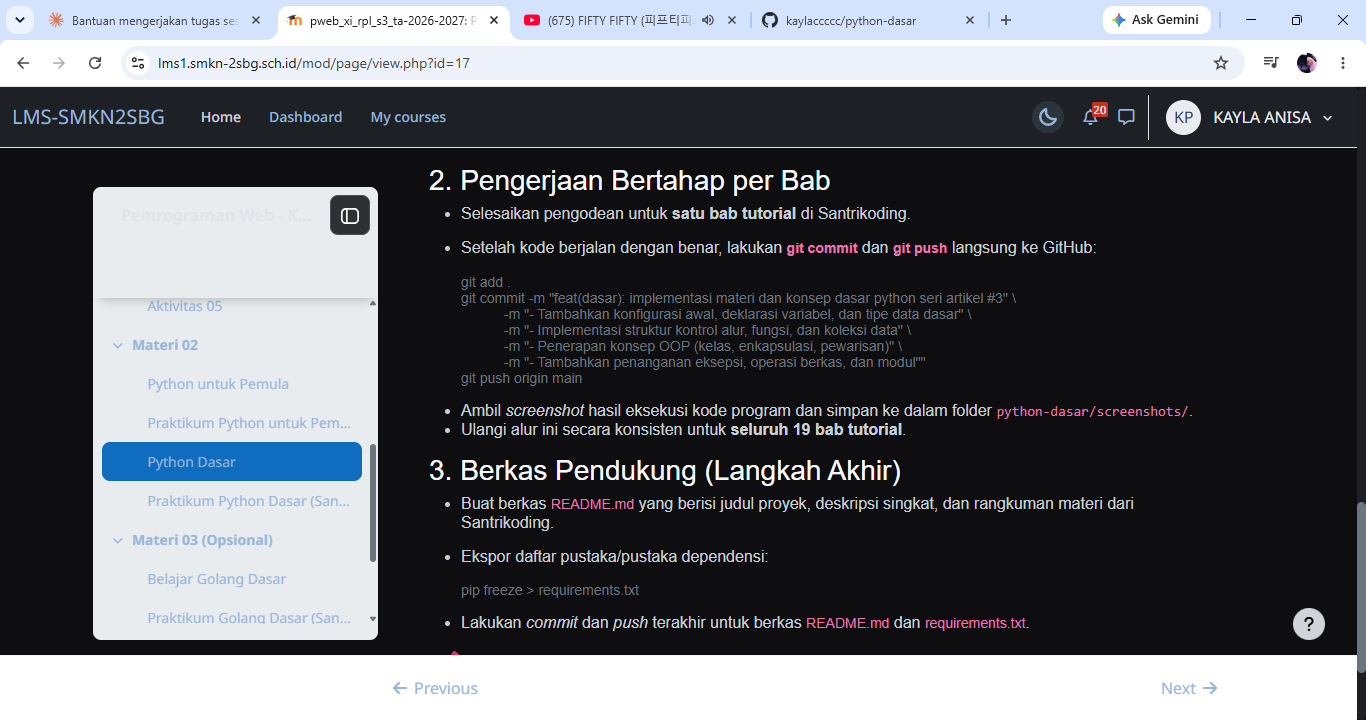 Bantuan mengerjakan tugas ses
pweb_xi_rpl_s3_ta-2026-2027: P
(675) FIFTY FIFTY (피프티피
kaylaccccc/python-dasar
Ask Gemini
lms1.smkn-2sbg.sch.id/mod/page/view.php?id=17
LMS-SMKN2SBG
Home
Dashboard
My courses
20
KP
KAYLA ANISA
Pemrograman Web - K...
Aktivitas 05
Materi 02
Python untuk Pemula
Praktikum Python untuk Pem...
Python Dasar
Praktikum Python Dasar (San...
Materi 03 (Opsional)
Belajar Golang Dasar
Praktikum Golang Dasar (San...
2. Pengerjaan Bertahap per Bab
Selesaikan pengodean untuk satu bab tutorial di Santrikoding.
Setelah kode berjalan dengan benar, lakukan git commit dan git push langsung ke GitHub:
git add .
git commit -m "feat(dasar): implementasi materi dan konsep dasar python seri artikel #3" \
-m "- Tambahkan konfigurasi awal, deklarasi variabel, dan tipe data dasar" \
-m "- Implementasi struktur kontrol alur, fungsi, dan koleksi data" \
-m "- Penerapan konsep OOP (kelas, enkapsulasi, pewarisan)" \
-m "- Tambahkan penanganan eksepsi, operasi berkas, dan modul""
git push origin main
Ambil screenshot hasil eksekusi kode program dan simpan ke dalam folder python-dasar/screenshots/.
Ulangi alur ini secara konsisten untuk seluruh 19 bab tutorial.
3. Berkas Pendukung (Langkah Akhir)
Buat berkas README.md yang berisi judul proyek, deskripsi singkat, dan rangkuman materi dari
Santrikoding.
Ekspor daftar pustaka/pustaka dependensi:
pip freeze > requirements.txt
Lakukan commit dan push terakhir untuk berkas README.md dan requirements.txt.
?
Previous
Next